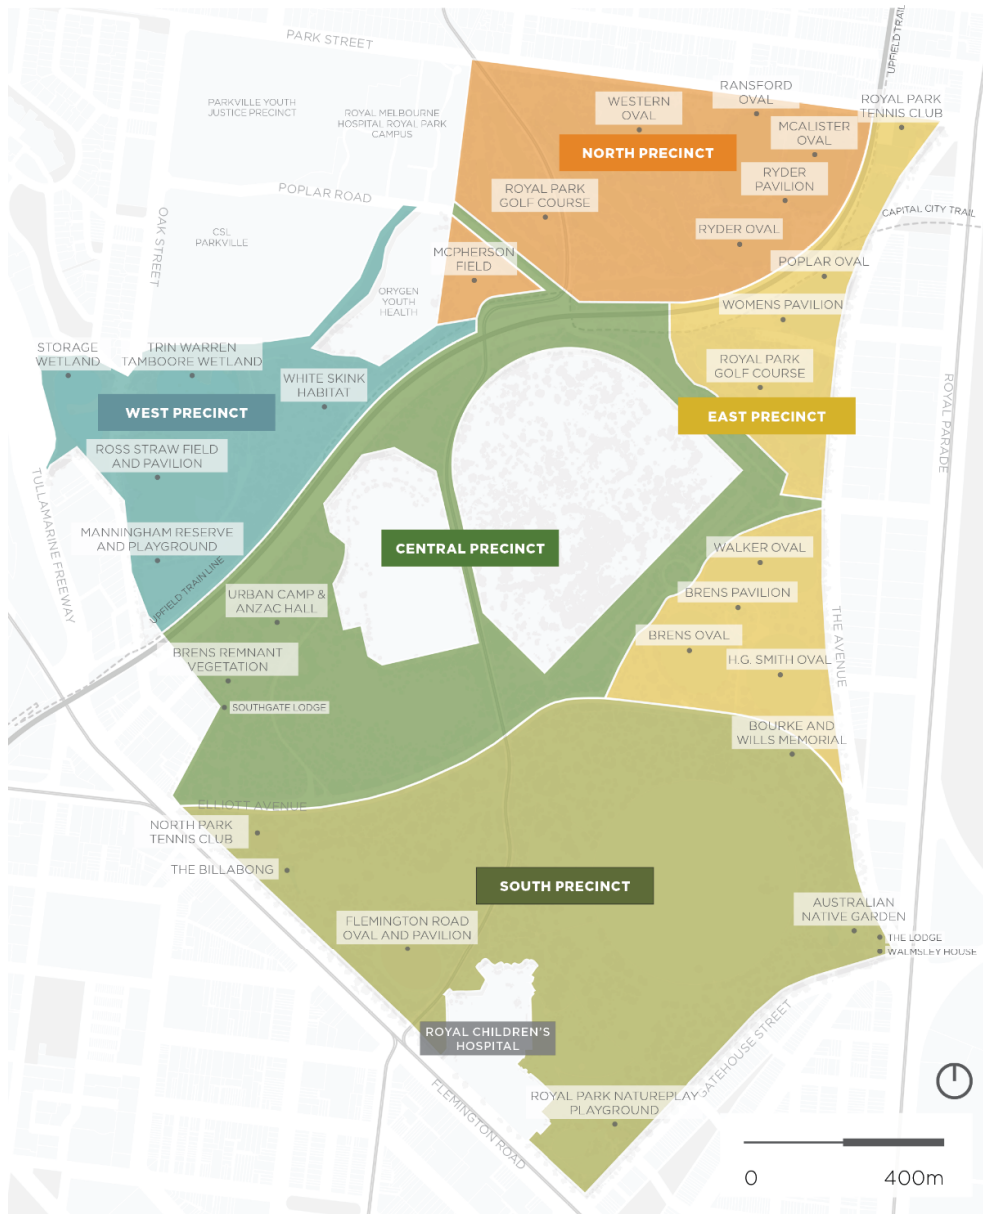 PARK STREET
UPFIELD TRAIL
PARKVILLE YOUTH
JUSTICE PRECINCT
ROYAL MELBOURNE
HOSPITAL ROYAL PARK
CAMPUS
WESTERN
OVAL
RANSFORD
OVAL
ROYAL PARK
TENNIS CLUB
MCALISTER
OVAL
NORTH PRECINCT
RYDER
PAVILION
POPLAR ROAD
ROYAL PARK
GOLF COURSE
OAK STREET
CSL
PARKVILLE
CAPITAL CITY TRAIL
RYDER OVAL
MCPHERSON
FIELD
POPLAR OVAL
ORYGEN
YOUTH
HEALTH
WOMENS PAVILION
STORAGE
WETLAND
TRIN WARREN
TAMBOORE WETLAND
ROYAL PARK
GOLF COURSE
WHITE SKINK
HABITAT
WEST PRECINCT
EAST PRECINCT
ROYAL PARADE
ROSS STRAW FIELD
AND PAVILION
TULLAMARINE FREEWAY
MANNINGHAM RESERVE
AND PLAYGROUND
CENTRAL PRECINCT
WALKER OVAL
UPFIELD TRAIN LINE
URBAN CAMP &
ANZAC HALL
BRENS PAVILION
THE AVENUE
BRENS OVAL
BRENS REMNANT
VEGETATION
H.G. SMITH OVAL
SOUTHGATE LODGE
BOURKE AND
WILLS MEMORIAL
ELLIOTT AVENUE
NORTH PARK
TENNIS CLUB
THE BILLABONG
SOUTH PRECINCT
AUSTRALIAN
NATIVE GARDEN
FLEMINGTON ROAD
OVAL AND PAVILION
THE LODGE
WALMSLEY HOUSE
ROYAL CHILDREN'S
HOSPITAL
GATEHOUSE STREET
FLEMINGTON ROAD
ROYAL PARK NATUREPLAY
PLAYGROUND
0 400m